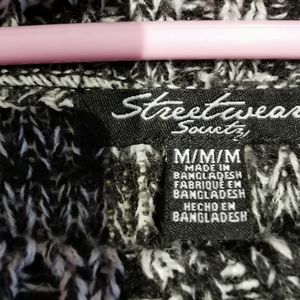 Streetwear
Society
M/M/M
MADE IN
BANGLADESH
FABRIQUÉ EN
BANGLADESH
HECHO EN
BANGLADESH